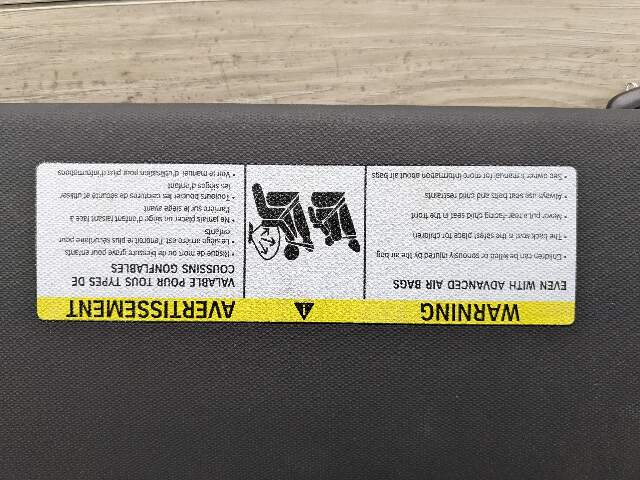 WARNING
EVEN WITH ADVANCED AIR BAGS
• Children can be killed or seriously injured by the air bag
• The back seat is the safest place for children
• Never put a rear-facing child seat in the front
• Always use seat belts and child restraints
• See owner's manual for more information about air bags
AVERTISSEMENT
VALABLE POUR TOUS TYPES DE
COUSSINS GONFLABLES
• Risque de mort ou de blessure grave pour enfants
• Le siège arrière est l'endroit le plus sécuritaire pour
enfants
• Ne jamais placer un siège d'enfant faisant face à
l'arrière sur le siège avant
• Toujours boucler les ceintures de sécurité et utiliser
les sièges d'enfant
• Voir le manuel d'utilisation pour plus d'informations